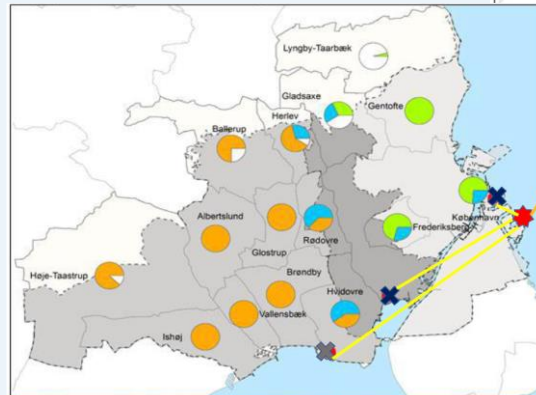 Lyngby-Taarbæk
Gladsaxe
Gentofte
Herlev
Ballerup
Albertslund
København
Frederiksberg
Rødovre
Glostrup
Høje-Taastrup
Brøndby
Hvidovre
Vallensbæk
Ishøj